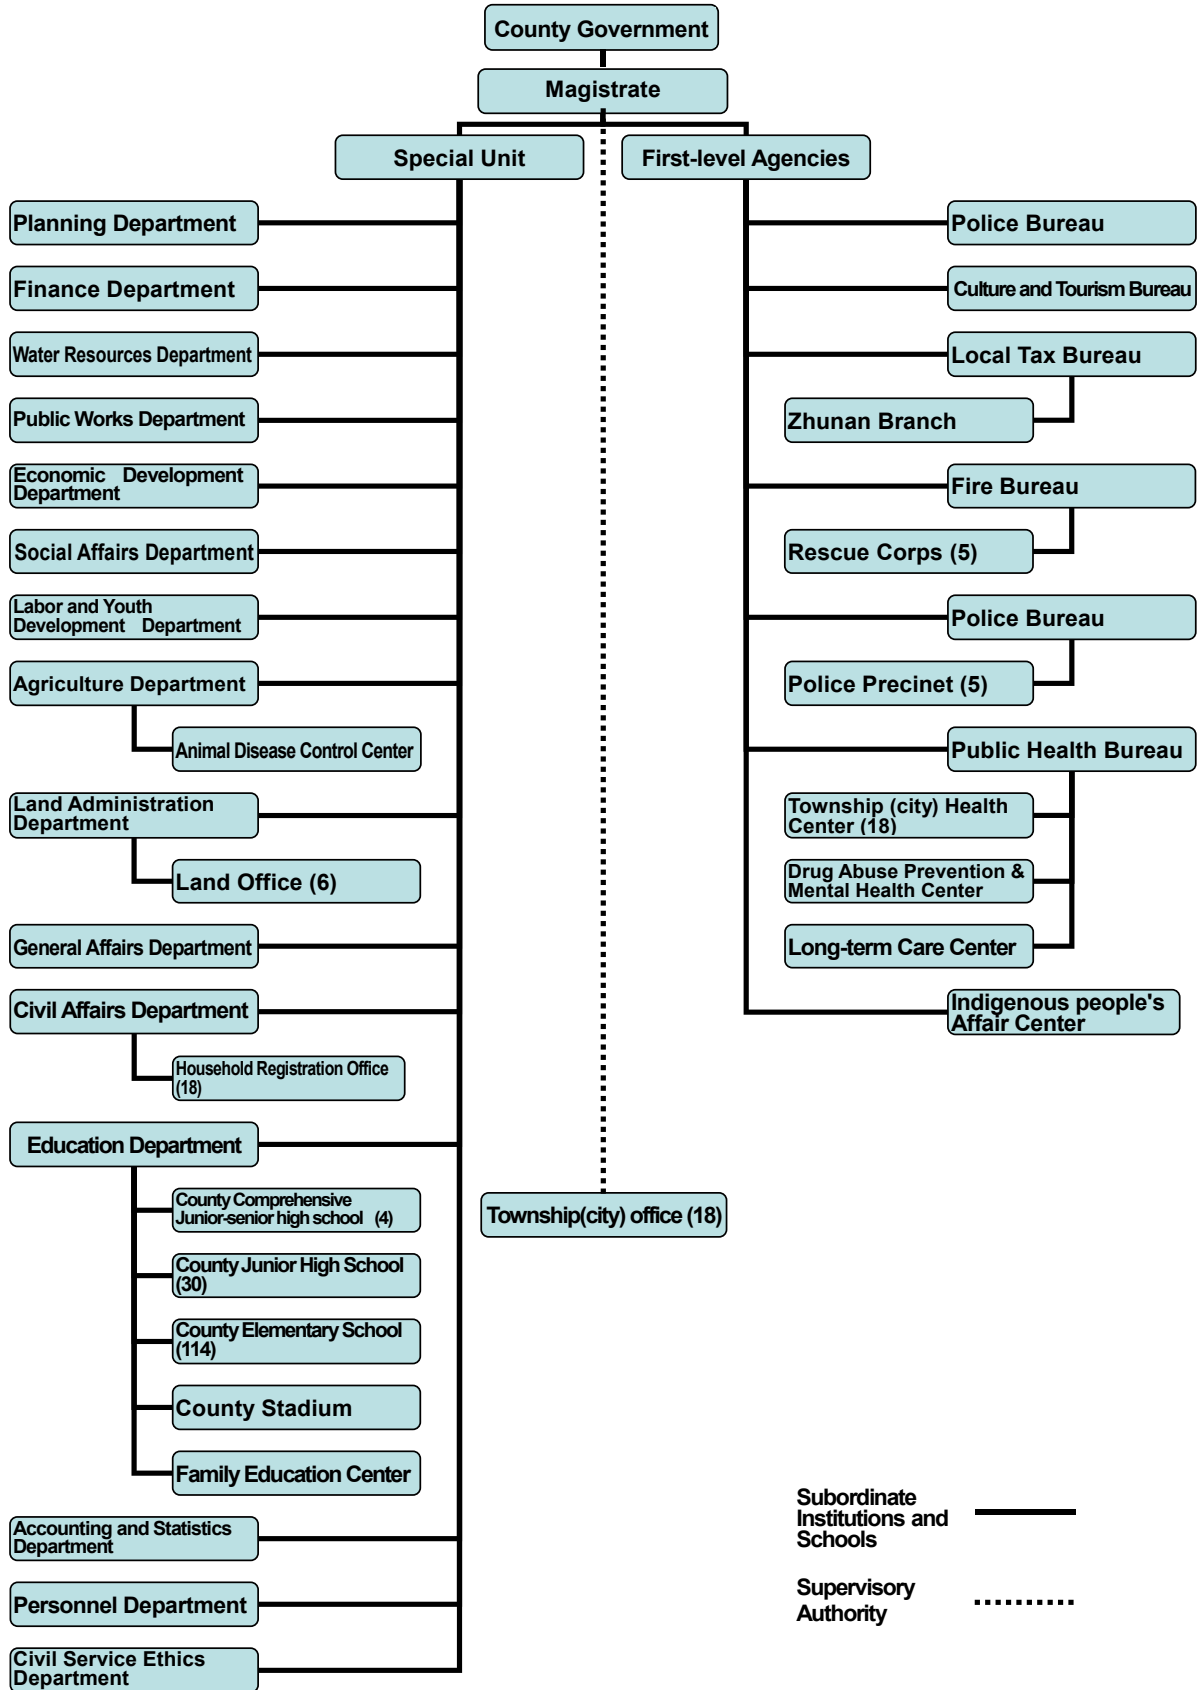 County Government
Magistrate
Special Unit
First-level Agencies
Planning Department
Finance Department
Water Resources Department
Public Works Department
Economic Development
Department
Social Affairs Department
Labor and Youth
Development Department
Agriculture Department
Animal Disease Control Center
Land Administration
Department
Land Office (6)
General Affairs Department
Civil Affairs Department
Household Registration Office
(18)
Education Department
County Comprehensive
Junior-senior high school (4)
County Junior High School
(30)
County Elementary School
(114)
County Stadium
Family Education Center
Accounting and Statistics
Department
Personnel Department
Civil Service Ethics
Department
Police Bureau
Culture and Tourism Bureau
Local Tax Bureau
Zhunan Branch
Fire Bureau
Rescue Corps (5)
Police Bureau
Police Precinet (5)
Public Health Bureau
Township (city) Health
Center (18)
Drug Abuse Prevention &
Mental Health Center
Long-term Care Center
Indigenous people's
Affair Center
Township(city) office (18)
Subordinate
Institutions and
Schools
Supervisory
Authority